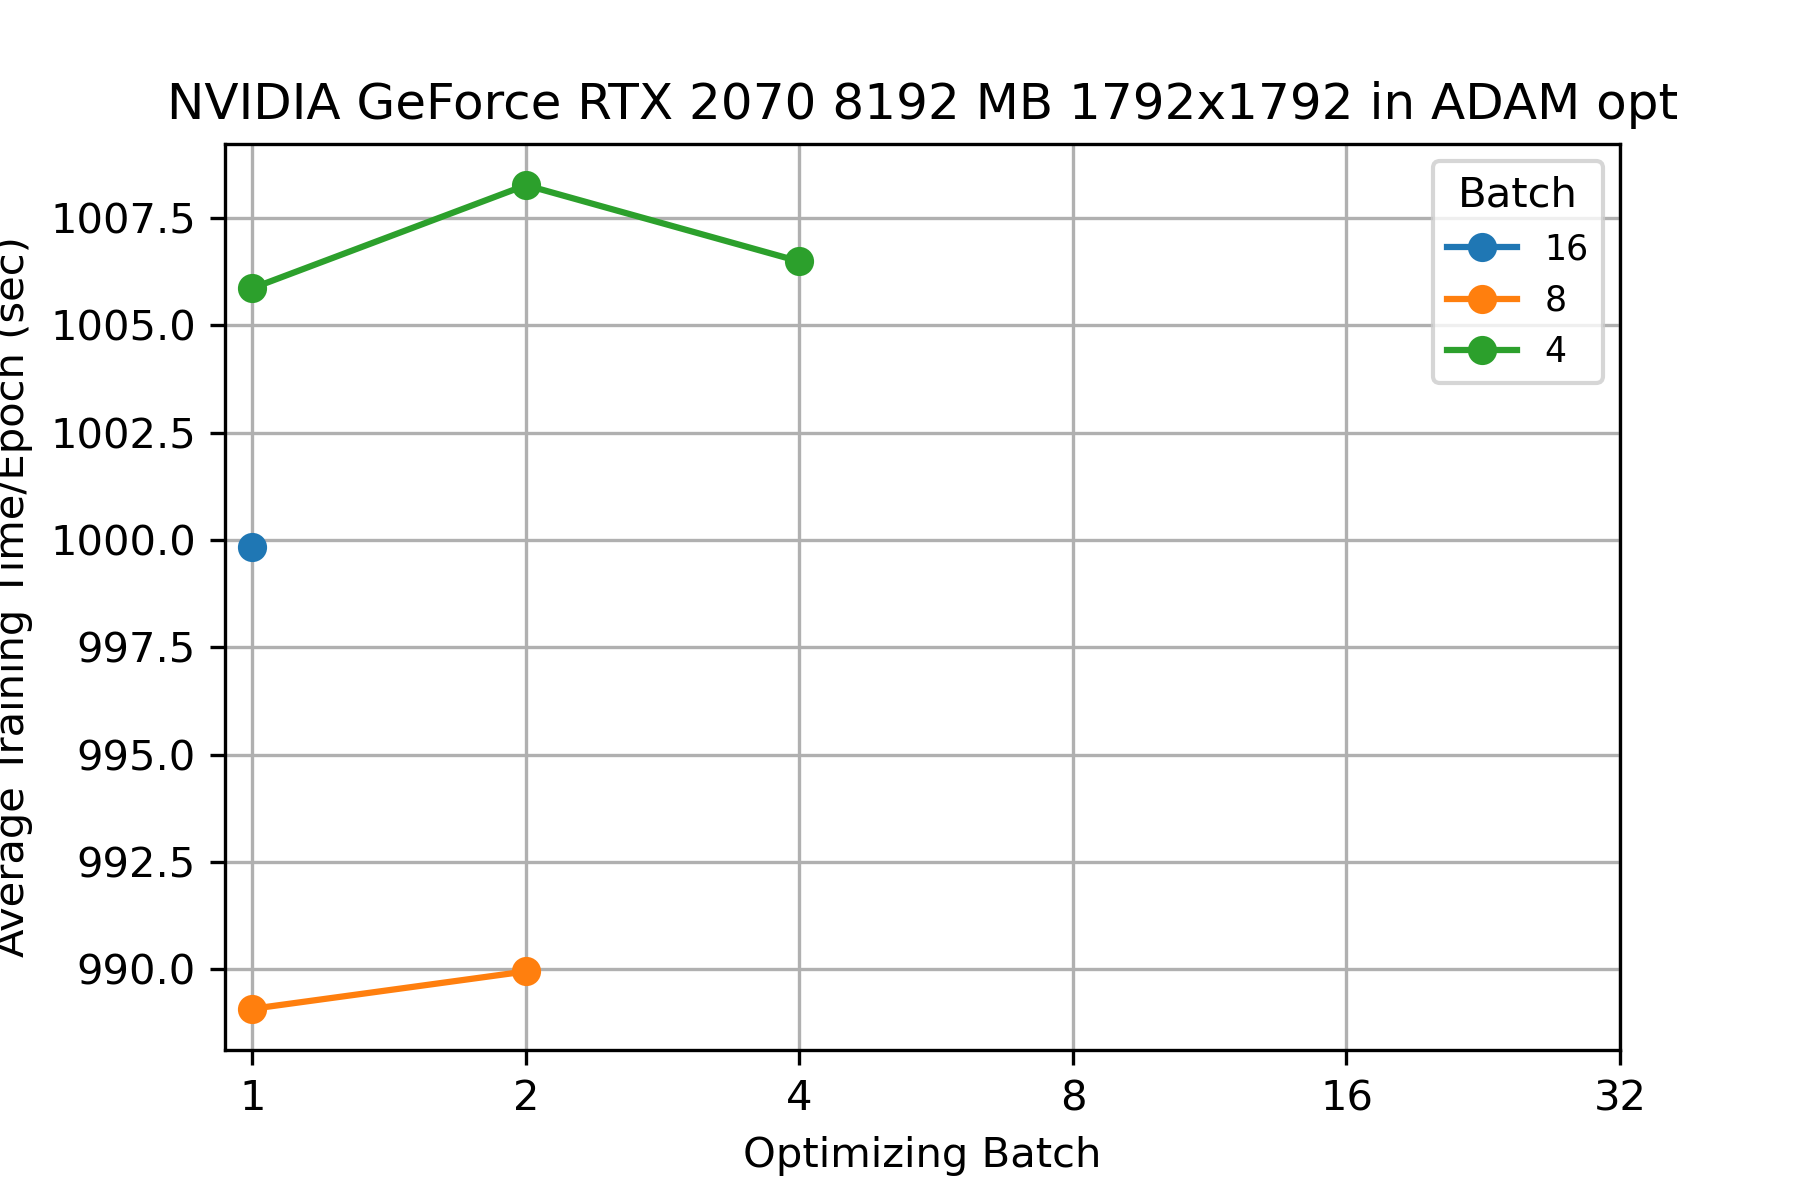 NVIDIA GeForce RTX 2070 8192 MB 1792x1792 in ADAM opt
Average Training Time/Epoch (sec)
1007.5
1005.0
1002.5
1000.0
997.5
995.0
992.5
990.0
Batch
16
8
4
1 2 4 8 16 32
Optimizing Batch